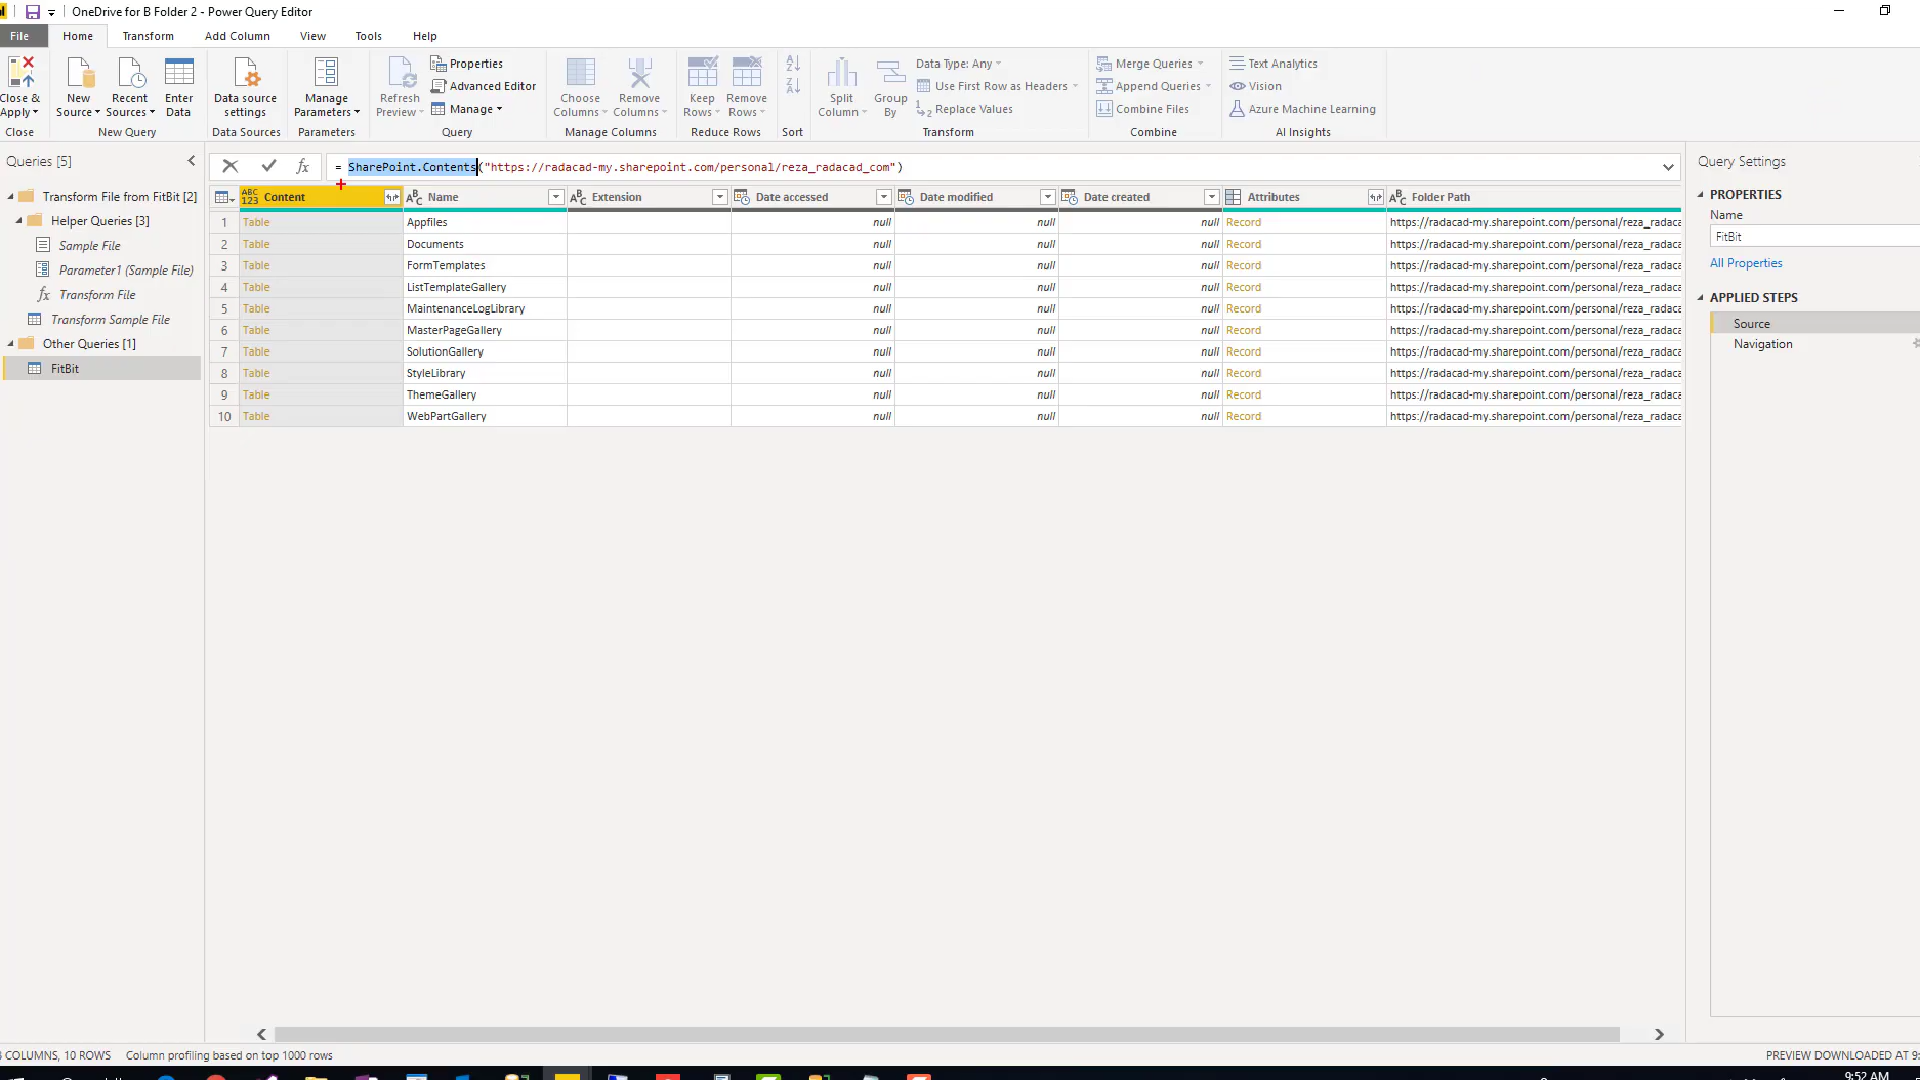 OneDrive for B Folder 2 - Power Query Editor
File Home Transform Add Column View Tools Help
Close & Apply
New Source
Recent Sources
Enter Data
Data source settings
Manage Parameters
Refresh Preview
Properties
Advanced Editor
Manage
Choose Columns
Remove Columns
Keep Rows
Remove Rows
Split Column
Group By
Data Type: Any
Use First Row as Headers
Replace Values
Merge Queries
Append Queries
Combine Files
Text Analytics
Vision
Azure Machine Learning
Close New Query Data Sources Parameters Query Manage Columns Reduce Rows Sort Transform Combine AI Insights
Queries [5]
Transform File from FitBit [2]
Helper Queries [3]
Sample File
Parameter1 (Sample File)
fx Transform File
Transform Sample File
Other Queries [1]
FitBit
fx = SharePoint.Contents("https://radacad-my.sharepoint.com/personal/reza_radacad_com")
ABC 123 Content ABC Name ABC Extension Date accessed Date modified Date created Attributes ABC Folder Path
1 Table Appfiles null null null Record https://radacad-my.sharepoint.com/personal/reza_radaca
2 Table Documents null null null Record https://radacad-my.sharepoint.com/personal/reza_radaca
3 Table FormTemplates null null null Record https://radacad-my.sharepoint.com/personal/reza_radaca
4 Table ListTemplateGallery null null null Record https://radacad-my.sharepoint.com/personal/reza_radaca
5 Table MaintenanceLogLibrary null null null Record https://radacad-my.sharepoint.com/personal/reza_radaca
6 Table MasterPageGallery null null null Record https://radacad-my.sharepoint.com/personal/reza_radaca
7 Table SolutionGallery null null null Record https://radacad-my.sharepoint.com/personal/reza_radaca
8 Table StyleLibrary null null null Record https://radacad-my.sharepoint.com/personal/reza_radaca
9 Table ThemeGallery null null null Record https://radacad-my.sharepoint.com/personal/reza_radaca
10 Table WebPartGallery null null null Record https://radacad-my.sharepoint.com/personal/reza_radaca
Query Settings
PROPERTIES
Name
FitBit
All Properties
APPLIED STEPS
Source
Navigation
COLUMNS, 10 ROWS Column profiling based on top 1000 rows
PREVIEW DOWNLOADED AT 9:
9:52 AM